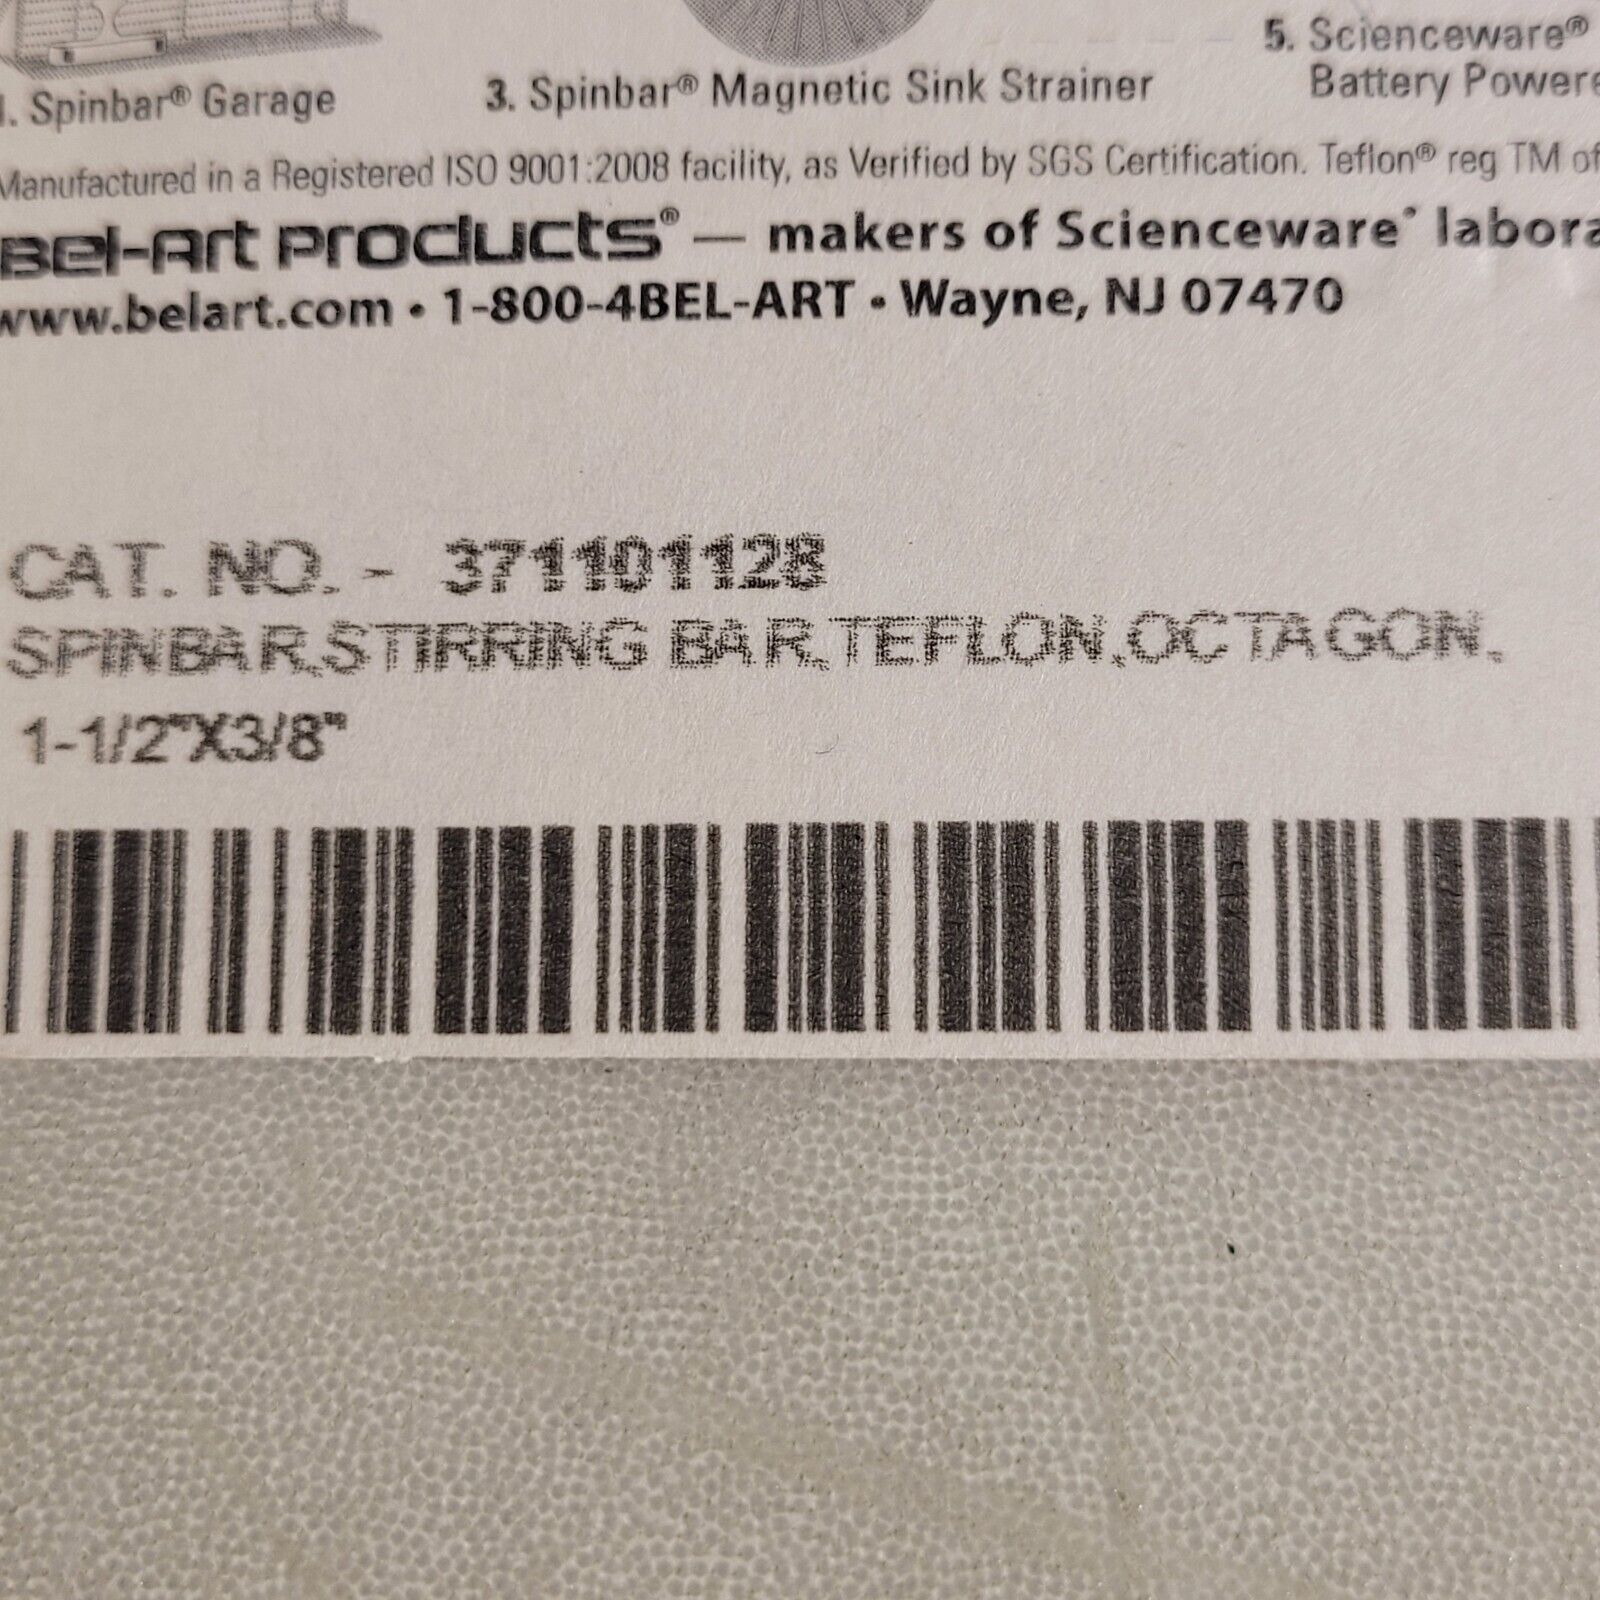 1. Spinbar® Garage
3. Spinbar® Magnetic Sink Strainer
5. Scienceware®
Battery Powere
Manufactured in a Registered ISO 9001:2008 facility, as Verified by SGS Certification. Teflon® reg TM of
Bel-Art Products® — makers of Scienceware® labora
www.belart.com • 1-800-4BEL-ART • Wayne, NJ 07470
CAT. NO. - 371101128
SPINBAR,STIRRING BAR,TEFLON,OCTAGON,
1-1/2"X3/8"